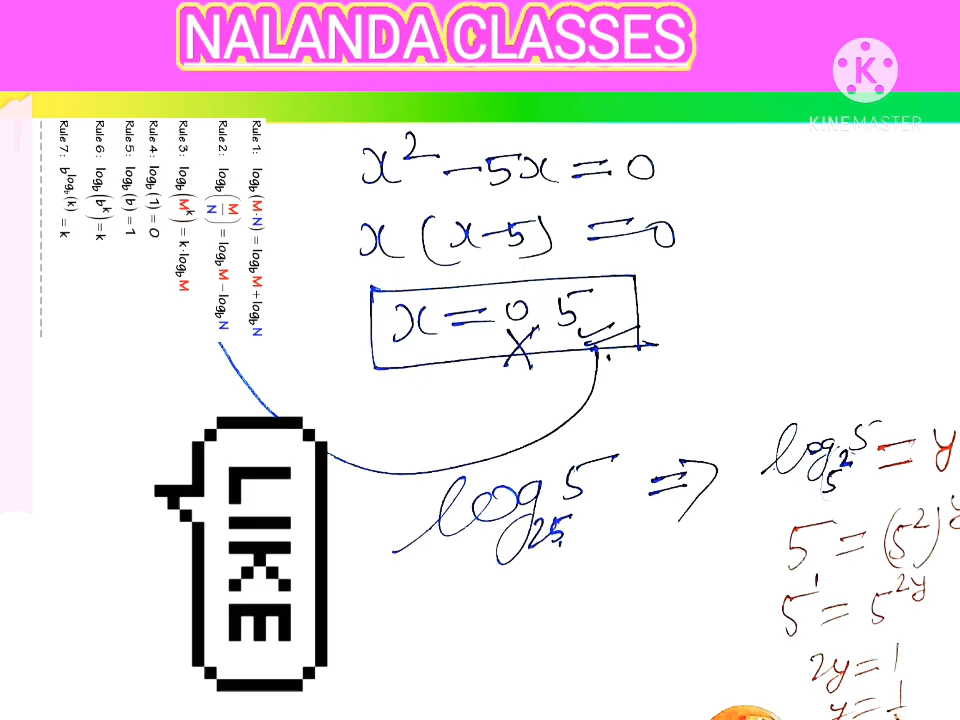 NALANDA CLASSES
K
KINEMASTER
Rule 1: log_b(M·N) = log_b M + log_b N
Rule 2: log_b(M/N) = log_b M − log_b N
Rule 3: log_b(M^k) = k·log_b M
Rule 4: log_b(1) = 0
Rule 5: log_b(b) = 1
Rule 6: log_b(b^k) = k
Rule 7: b^(log_b(k)) = k
x² − 5x = 0
x (x − 5) = 0
x = 0 5
log_25 5 ⇒
log_5² 5 = y
5 = (5²)^y
5¹ = 5^2y
2y = 1
LIKE